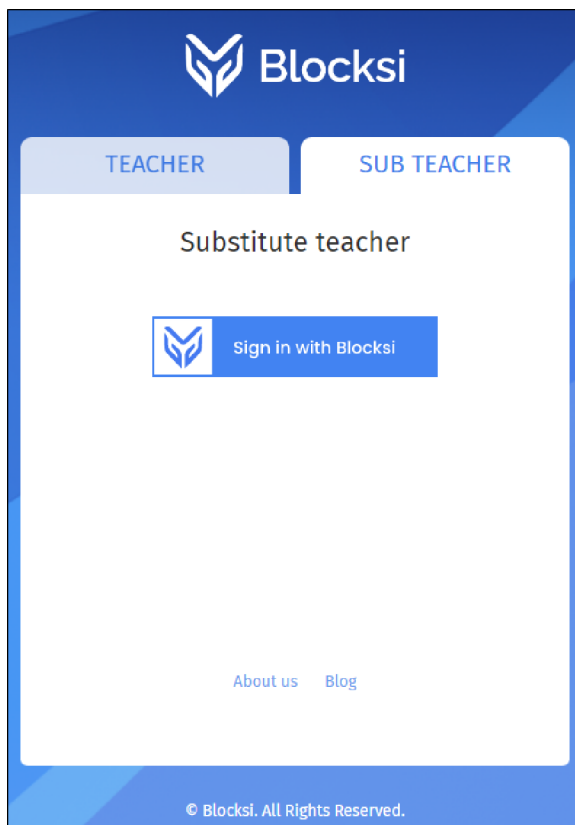 Blocksi
TEACHER SUB TEACHER
Substitute teacher
Sign in with Blocksi
About us Blog
© Blocksi. All Rights Reserved.